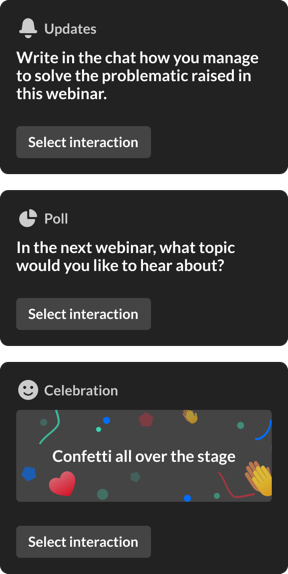 Updates
Write in the chat how you manage
to solve the problematic raised in
this webinar.
Select interaction
Poll
In the next webinar, what topic
would you like to hear about?
Select interaction
Celebration
Confetti all over the stage
Select interaction